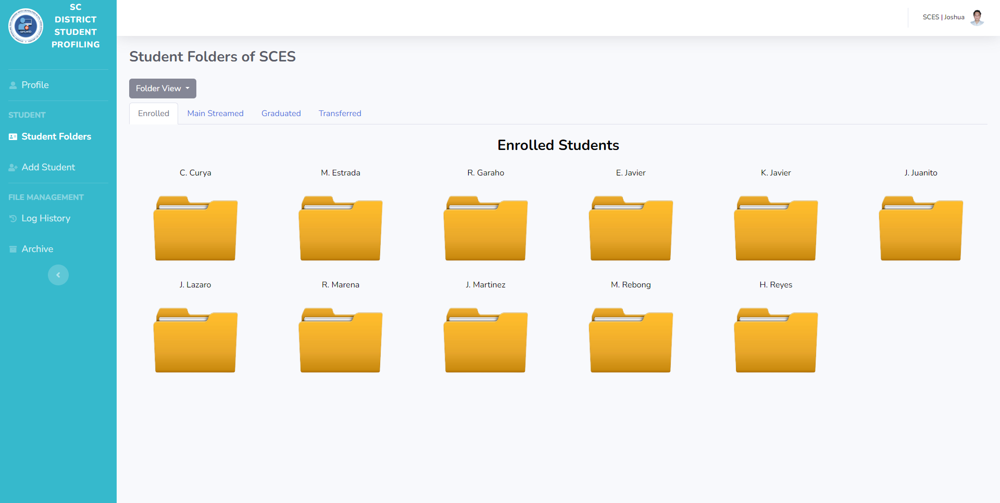 SC
DISTRICT
STUDENT
PROFILING
SPLWD
SCES | Joshua
Profile
STUDENT
Student Folders
Add Student
FILE MANAGEMENT
Log History
Archive
Student Folders of SCES
Folder View
Enrolled Main Streamed Graduated Transferred
Enrolled Students
C. Curya M. Estrada R. Garaho E. Javier K. Javier J. Juanito
J. Lazaro R. Marena J. Martinez M. Rebong H. Reyes